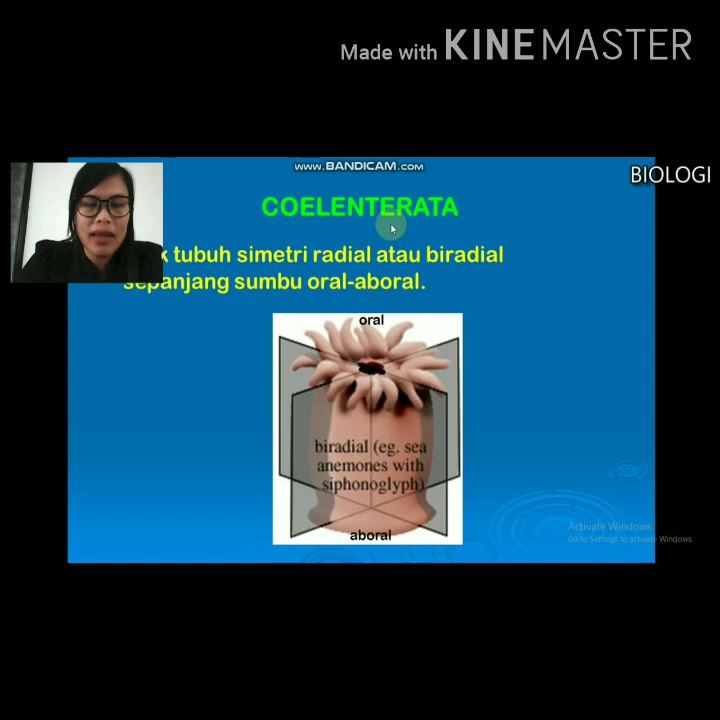 Made with KINEMASTER
www.BANDICAM.com
BIOLOGI
COELENTERATA
tubuh simetri radial atau biradial
sepanjang sumbu oral-aboral.
oral
biradial (eg. sea
anemones with
siphonoglyph)
aboral
Activate Windows
Go to Settings to activate Windows.